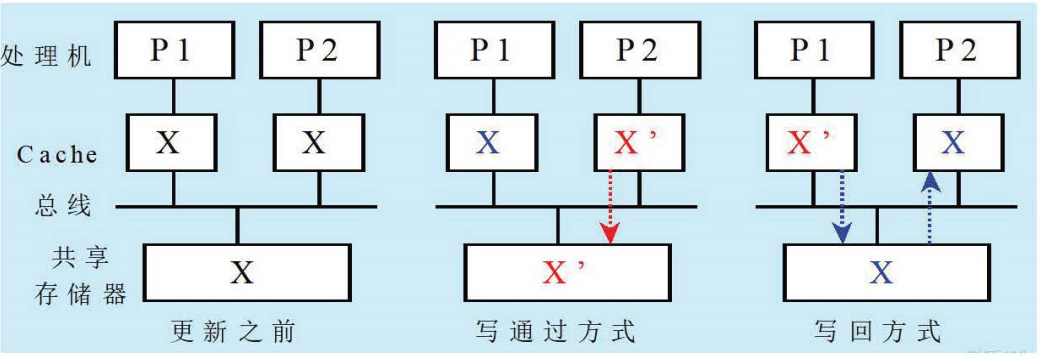 处理机 P1 P2 P1 P2 P1 P2
Cache X X X X’ X’ X
总线
共享
存储器
X X’ X
更新之前 写通过方式 写回方式